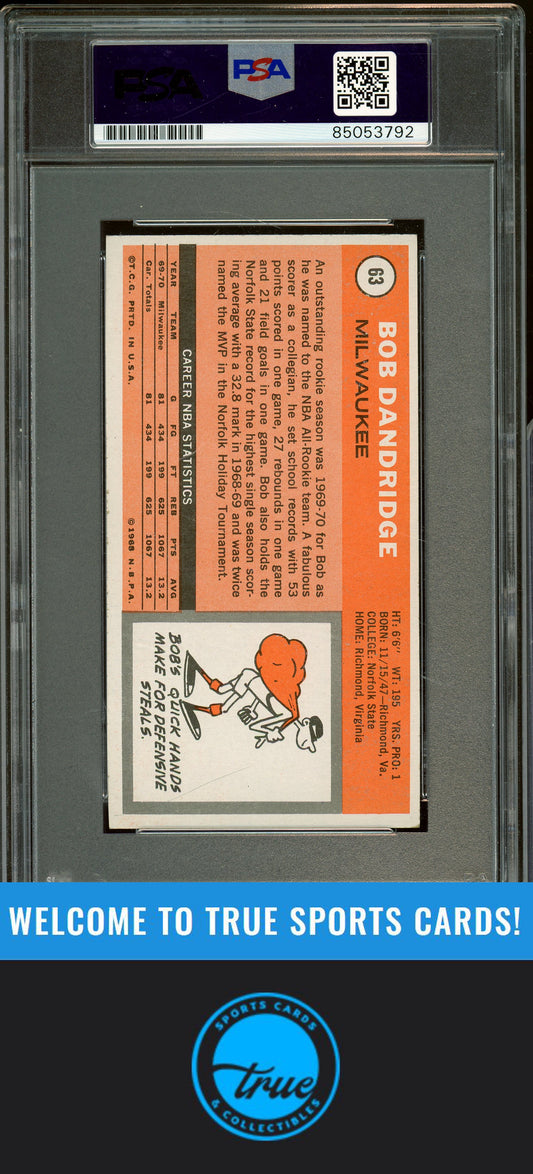 PSA
PSA
85053792
63
BOB DANDRIDGE
MILWAUKEE
HT: 6'6" WT: 195 YRS. PRO: 1
BORN: 11/15/47—Richmond, Va.
COLLEGE: Norfolk State
HOME: Richmond, Virginia
An outstanding rookie season was 1969-70 for Bob as
he was named to the NBA All-Rookie team. A fabulous
scorer as a collegian, he set school records with 53
points scored in one game, 27 rebounds in one game
and 21 field goals in one game. Bob also holds the
Norfolk State record for the highest single season scor-
ing average with a 32.8 mark in 1968-69 and was twice
named the MVP in the Norfolk Holiday Tournament.
CAREER NBA STATISTICS
YEAR TEAM G FG FT REB PTS AVG
69-70 Milwaukee 81 434 199 625 1067 13.2
Car. Totals 81 434 199 625 1067 13.2
©T.C.G. PRTD. IN U.S.A. ©1968 N.B.P.A.
BOB'S QUICK HANDS
MAKE FOR DEFENSIVE
STEALS.
WELCOME TO TRUE SPORTS CARDS!
SPORTS CARDS
true
& COLLECTIBLES